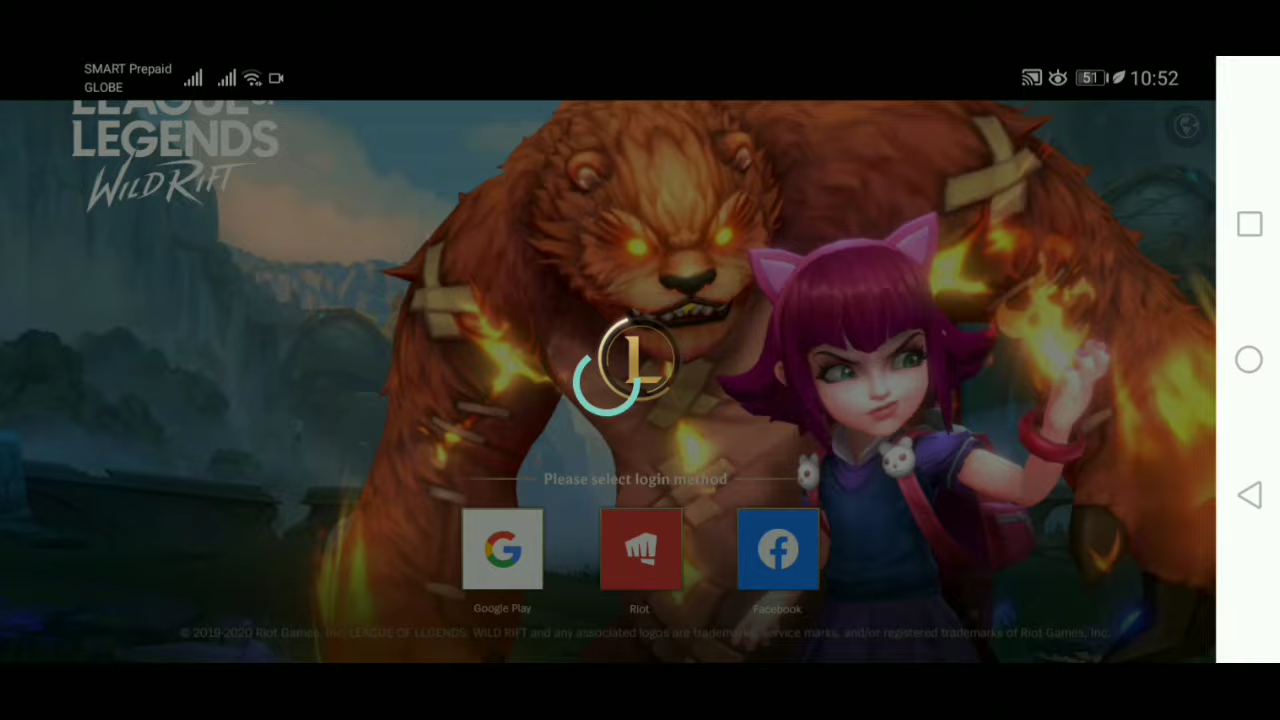 SMART Prepaid
GLOBE
51
10:52
LEAGUE OF
LEGENDS
WILD RIFT
L
Please select login method
Google Play
Riot
Facebook
© 2019-2020 Riot Games, Inc. LEAGUE OF LEGENDS: WILD RIFT and any associated logos are trademarks, service marks, and/or registered trademarks of Riot Games, Inc.